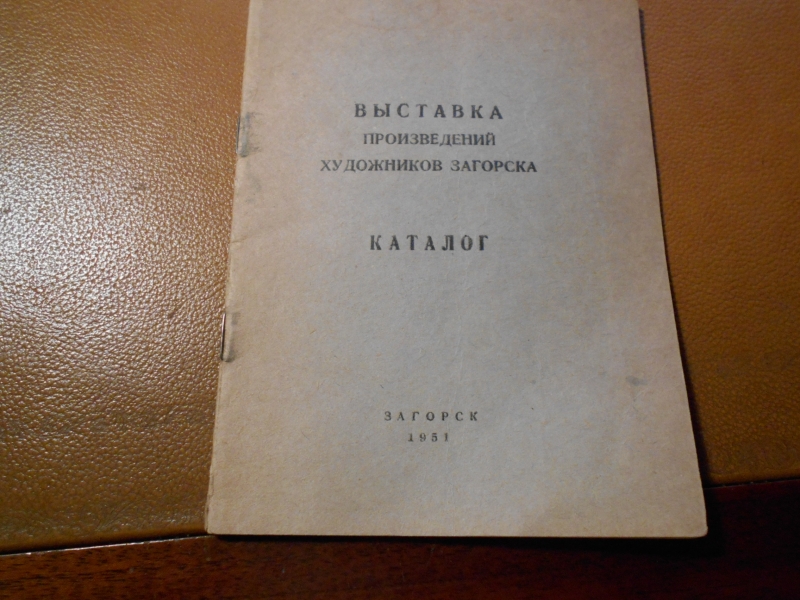 ВЫСТАВКА
ПРОИЗВЕДЕНИЙ
ХУДОЖНИКОВ ЗАГОРСКА
КАТАЛОГ
ЗАГОРСК
1951